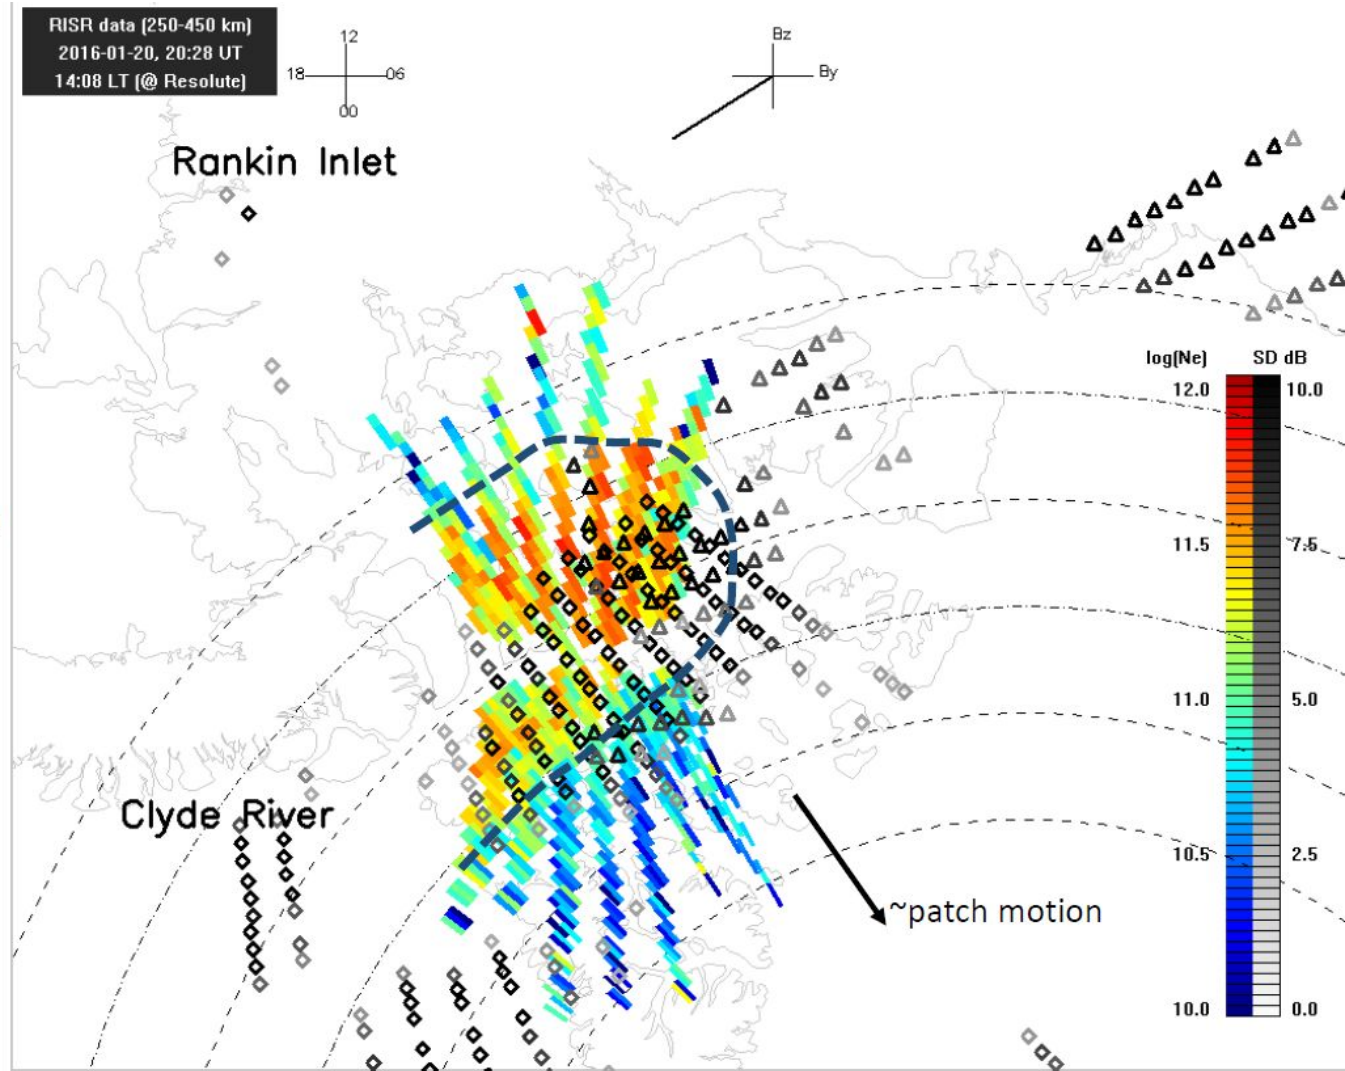 RISR data (250-450 km)
2016-01-20, 20:28 UT
14:08 LT (@ Resolute)
12
18
06
00
Bz
By
Rankin Inlet
log(Ne)
SD dB
12.0
10.0
11.5
7.5
11.0
5.0
Clyde River
10.5
2.5
~patch motion
10.0
0.0